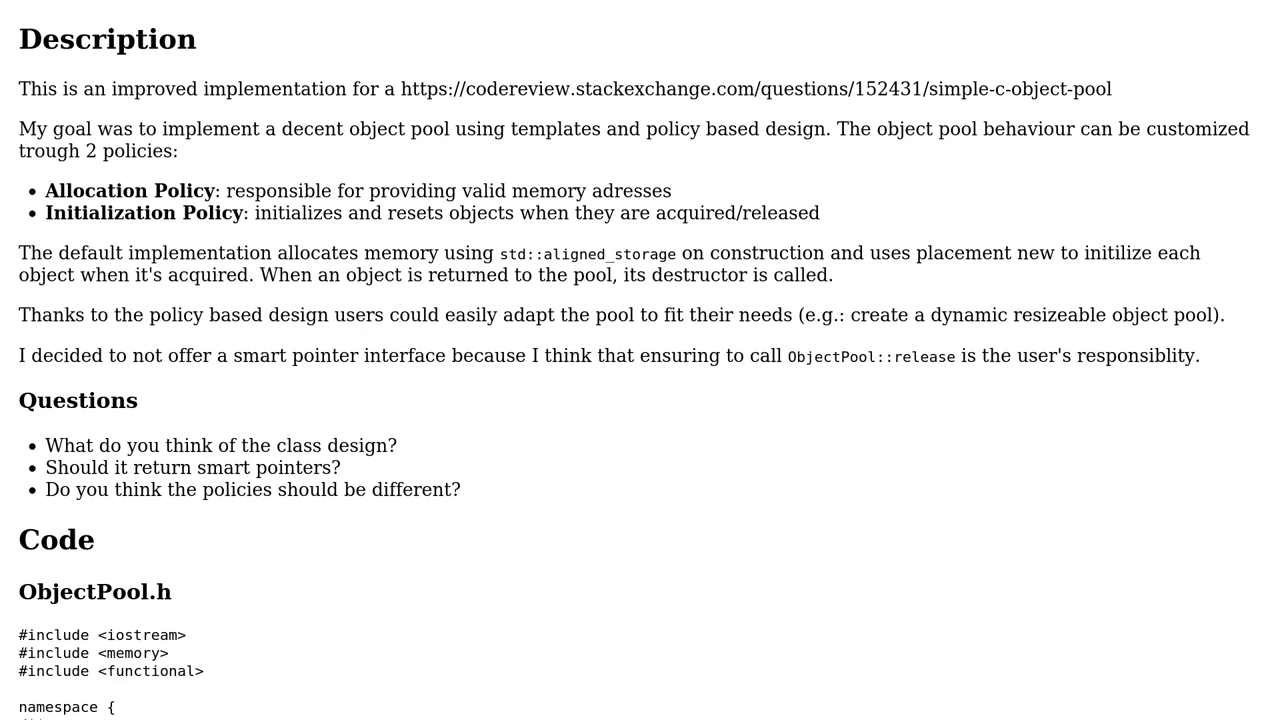 Description
This is an improved implementation for a https://codereview.stackexchange.com/questions/152431/simple-c-object-pool
My goal was to implement a decent object pool using templates and policy based design. The object pool behaviour can be customized
trough 2 policies:
• Allocation Policy: responsible for providing valid memory adresses
• Initialization Policy: initializes and resets objects when they are acquired/released
The default implementation allocates memory using std::aligned_storage on construction and uses placement new to initilize each
object when it's acquired. When an object is returned to the pool, its destructor is called.
Thanks to the policy based design users could easily adapt the pool to fit their needs (e.g.: create a dynamic resizeable object pool).
I decided to not offer a smart pointer interface because I think that ensuring to call ObjectPool::release is the user's responsiblity.
Questions
• What do you think of the class design?
• Should it return smart pointers?
• Do you think the policies should be different?
Code
ObjectPool.h
#include <iostream>
#include <memory>
#include <functional>
namespace {